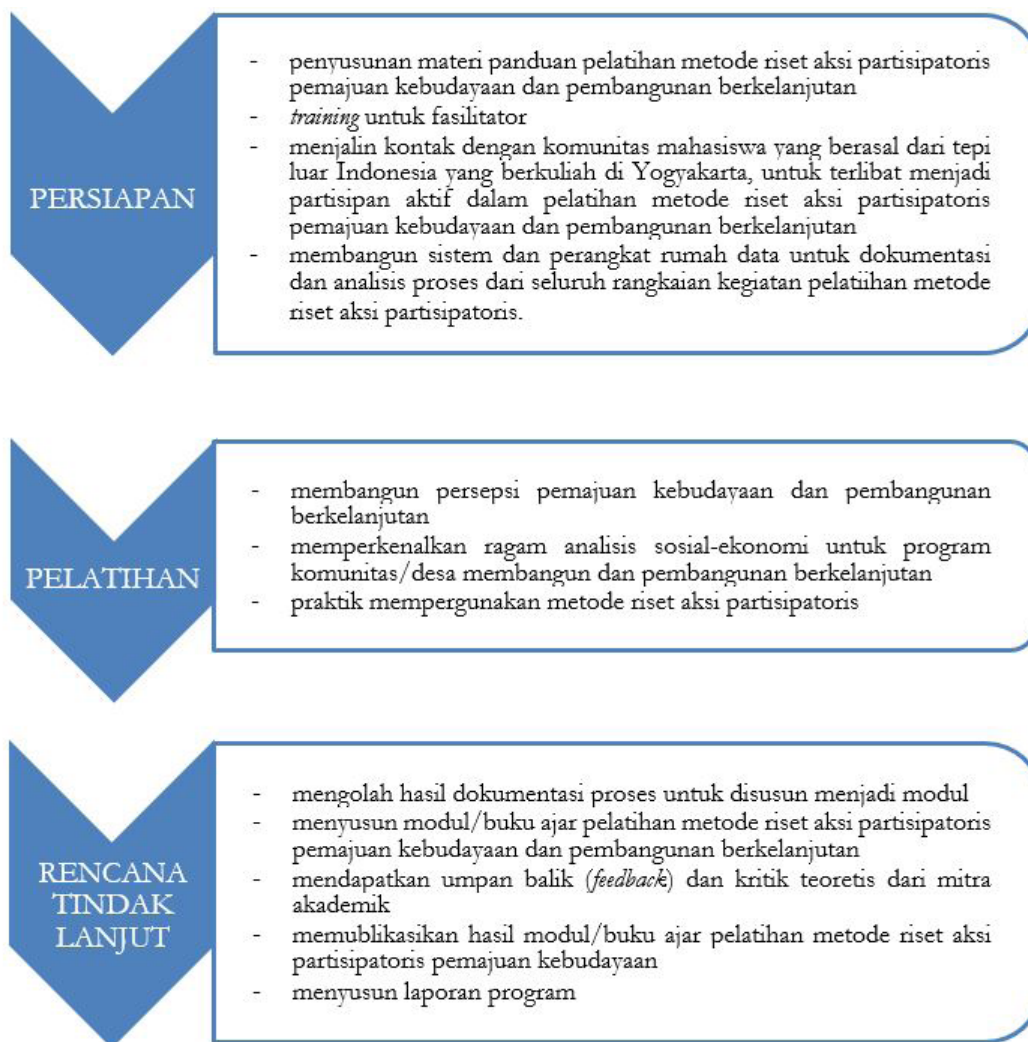 PERSIAPAN
- penyusunan materi panduan pelatihan metode riset aksi partisipatoris
pemajuan kebudayaan dan pembangunan berkelanjutan
- training untuk fasilitator
- menjalin kontak dengan komunitas mahasiswa yang berasal dari tepi
luar Indonesia yang berkuliah di Yogyakarta, untuk terlibat menjadi
partisipan aktif dalam pelatihan metode riset aksi partisipatoris
pemajuan kebudayaan dan pembangunan berkelanjutan
- membangun sistem dan perangkat rumah data untuk dokumentasi
dan analisis proses dari seluruh rangkaian kegiatan pelatiihan metode
riset aksi partisipatoris.
PELATIHAN
- membangun persepsi pemajuan kebudayaan dan pembangunan
berkelanjutan
- memperkenalkan ragam analisis sosial-ekonomi untuk program
komunitas/desa membangun dan pembangunan berkelanjutan
- praktik mempergunakan metode riset aksi partisipatoris
RENCANA
TINDAK
LANJUT
- mengolah hasil dokumentasi proses untuk disusun menjadi modul
- menyusun modul/buku ajar pelatihan metode riset aksi partisipatoris
pemajuan kebudayaan dan pembangunan berkelanjutan
- mendapatkan umpan balik (feedback) dan kritik teoretis dari mitra
akademik
- memublikasikan hasil modul/buku ajar pelatihan metode riset aksi
partisipatoris pemajuan kebudayaan
- menyusun laporan program